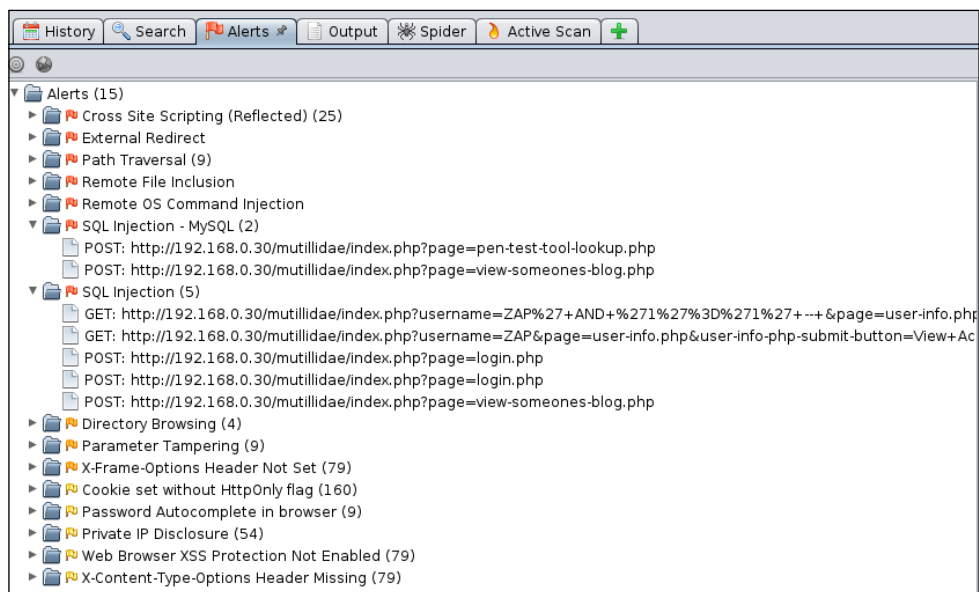 History Search Alerts Output Spider Active Scan
Alerts (15)
Cross Site Scripting (Reflected) (25)
External Redirect
Path Traversal (9)
Remote File Inclusion
Remote OS Command Injection
SQL Injection - MySQL (2)
POST: http://192.168.0.30/mutillidae/index.php?page=pen-test-tool-lookup.php
POST: http://192.168.0.30/mutillidae/index.php?page=view-someones-blog.php
SQL Injection (5)
GET: http://192.168.0.30/mutillidae/index.php?username=ZAP%27+AND+%271%27%3D%271%27+--+&page=user-info.php
GET: http://192.168.0.30/mutillidae/index.php?username=ZAP&page=user-info.php&user-info-php-submit-button=View+Ac
POST: http://192.168.0.30/mutillidae/index.php?page=login.php
POST: http://192.168.0.30/mutillidae/index.php?page=login.php
POST: http://192.168.0.30/mutillidae/index.php?page=view-someones-blog.php
Directory Browsing (4)
Parameter Tampering (9)
X-Frame-Options Header Not Set (79)
Cookie set without HttpOnly flag (160)
Password Autocomplete in browser (9)
Private IP Disclosure (54)
Web Browser XSS Protection Not Enabled (79)
X-Content-Type-Options Header Missing (79)